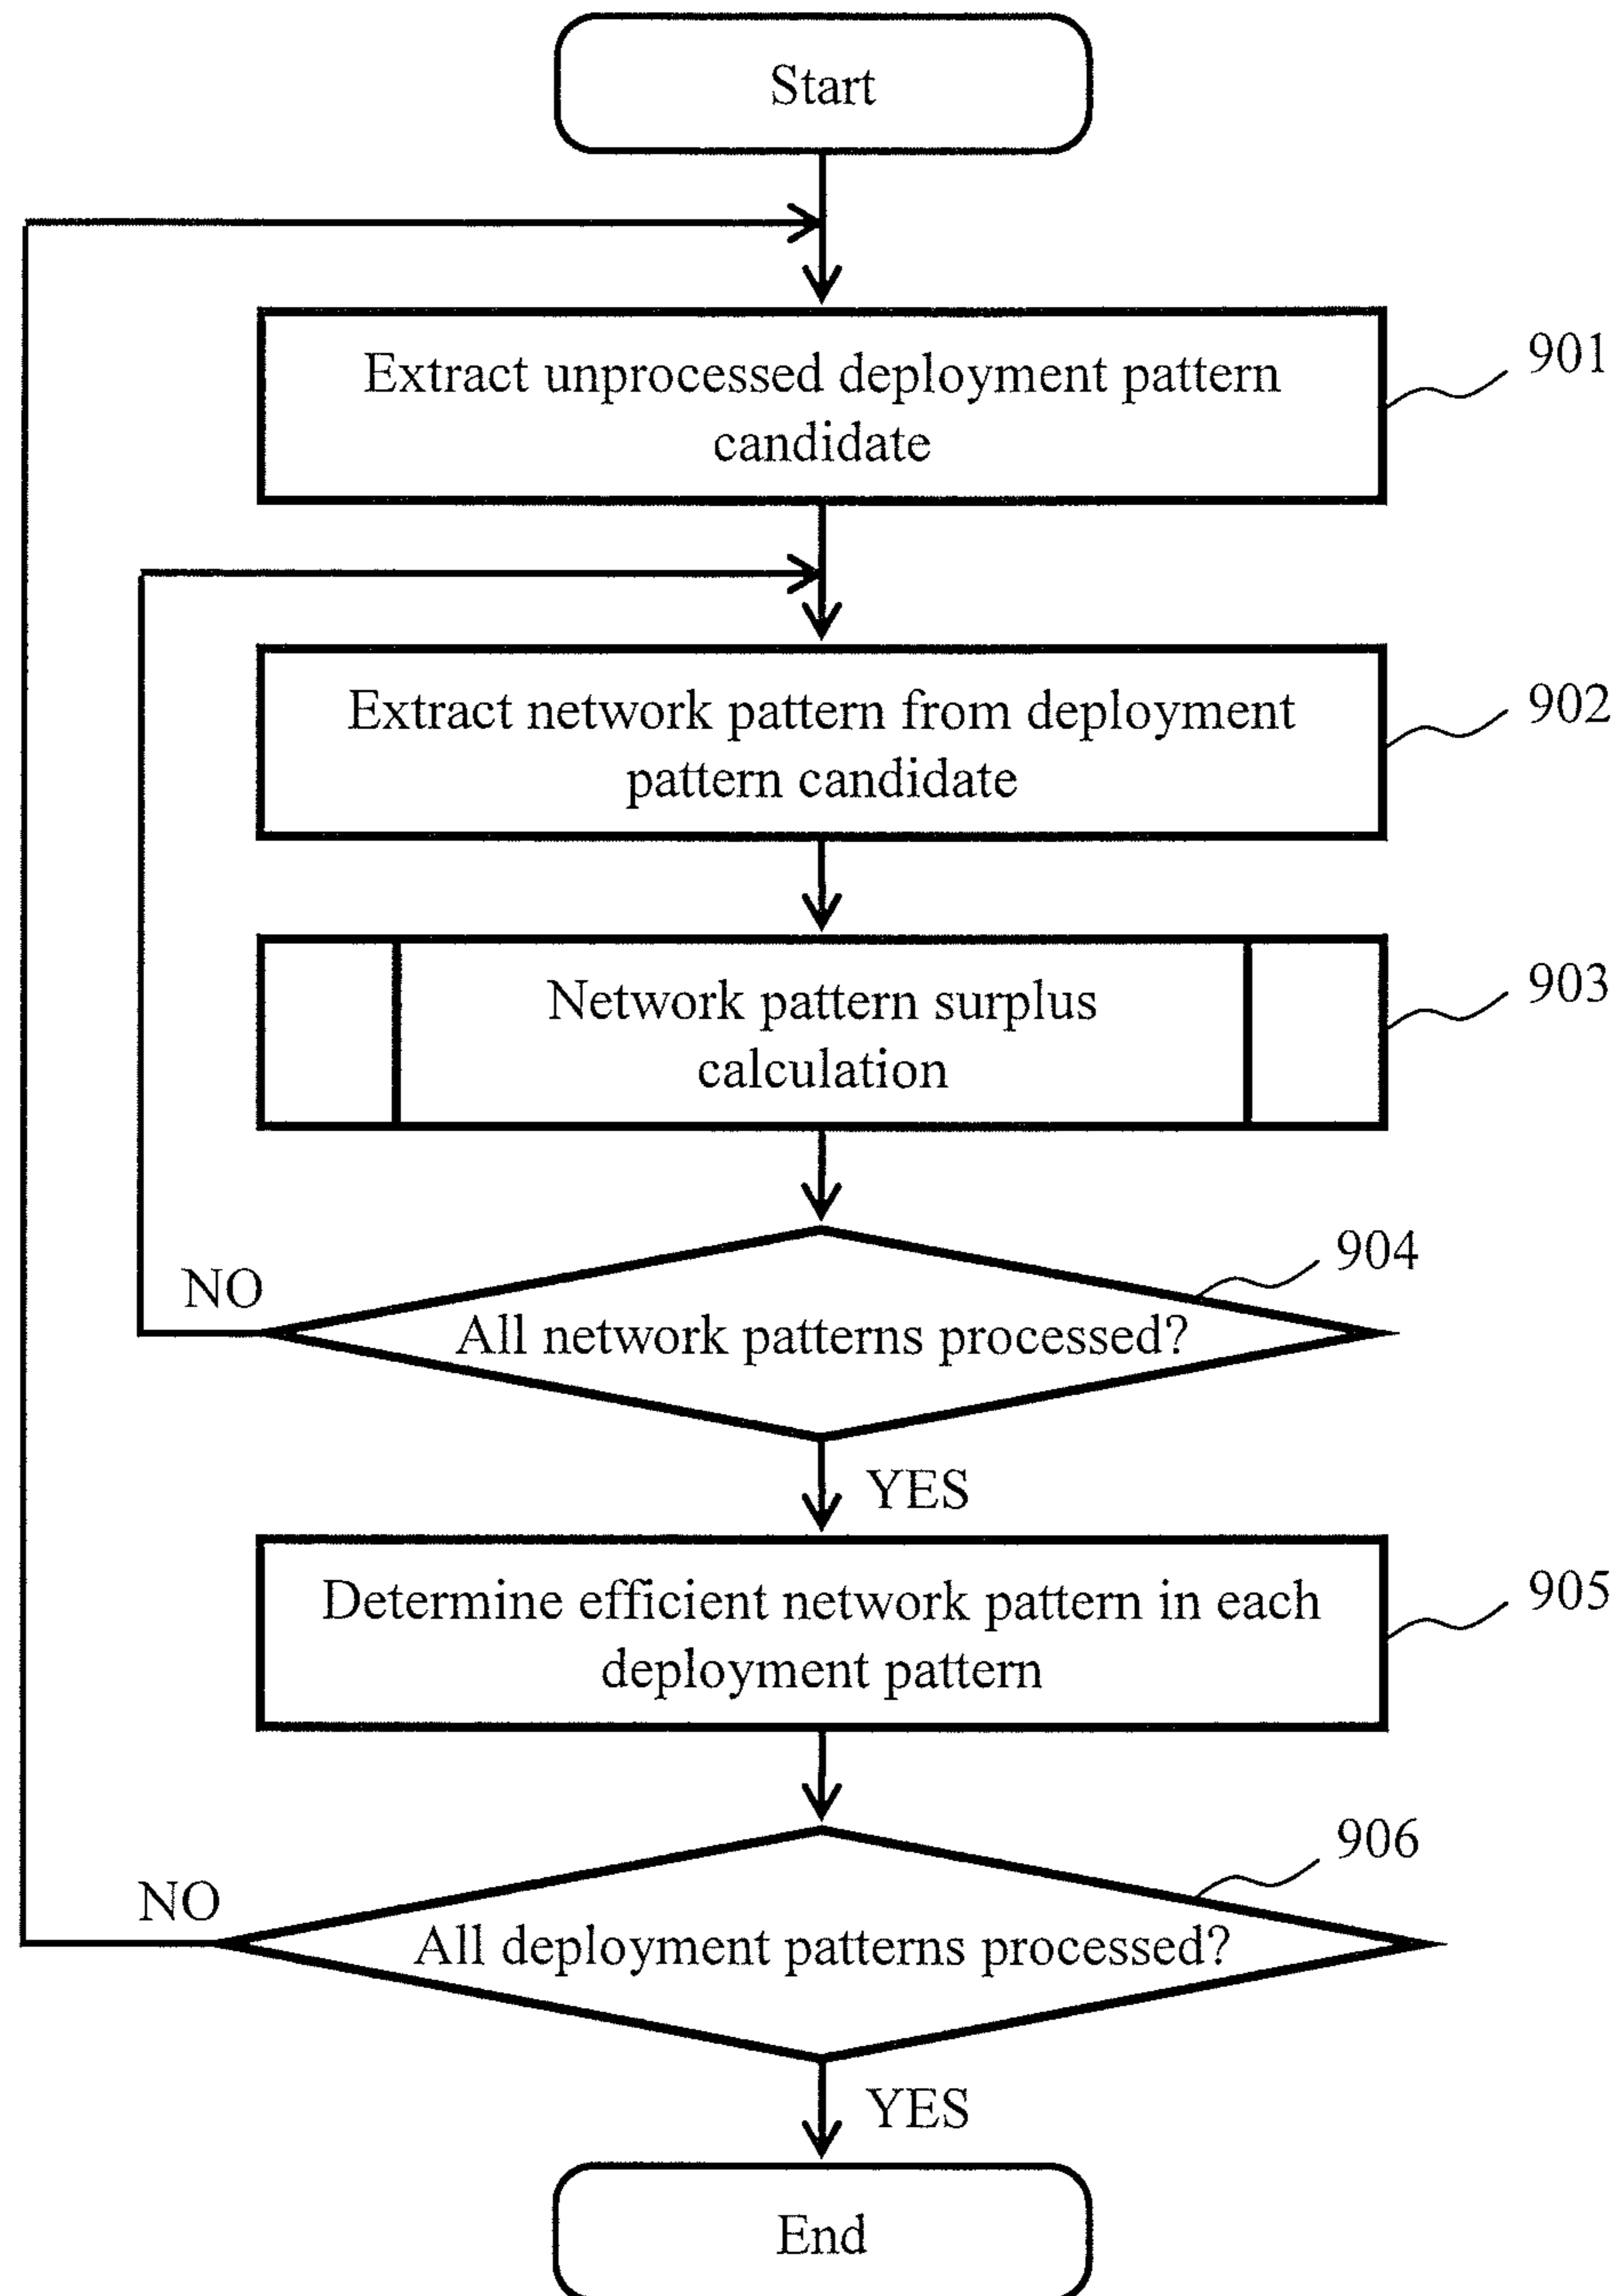 Start
Extract unprocessed deployment pattern
candidate
901
Extract network pattern from deployment
pattern candidate
902
Network pattern surplus
calculation
903
904
NO
All network patterns processed?
YES
Determine efficient network pattern in each
deployment pattern
905
906
NO
All deployment patterns processed?
YES
End